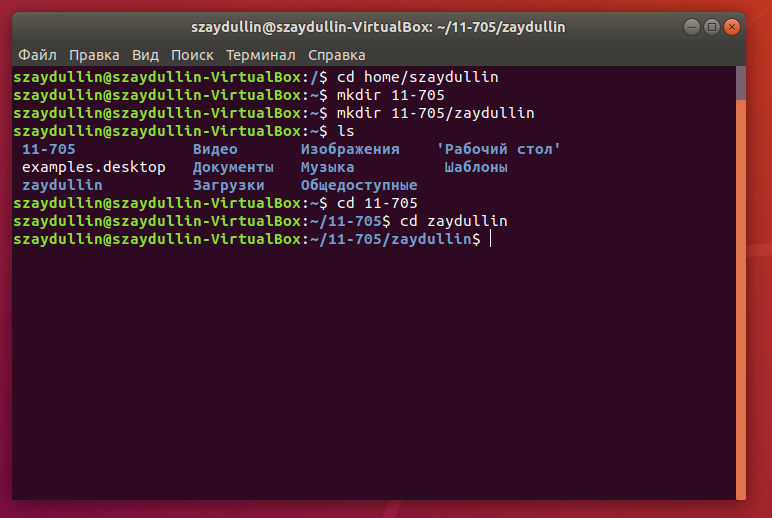 szaydullin@szaydullin-VirtualBox: ~/11-705/zaydullin
Файл Правка Вид Поиск Терминал Справка
szaydullin@szaydullin-VirtualBox:/$ cd home/szaydullin
szaydullin@szaydullin-VirtualBox:~$ mkdir 11-705
szaydullin@szaydullin-VirtualBox:~$ mkdir 11-705/zaydullin
szaydullin@szaydullin-VirtualBox:~$ ls
11-705 Видео Изображения 'Рабочий стол'
examples.desktop Документы Музыка Шаблоны
zaydullin Загрузки Общедоступные
szaydullin@szaydullin-VirtualBox:~$ cd 11-705
szaydullin@szaydullin-VirtualBox:~/11-705$ cd zaydullin
szaydullin@szaydullin-VirtualBox:~/11-705/zaydullin$